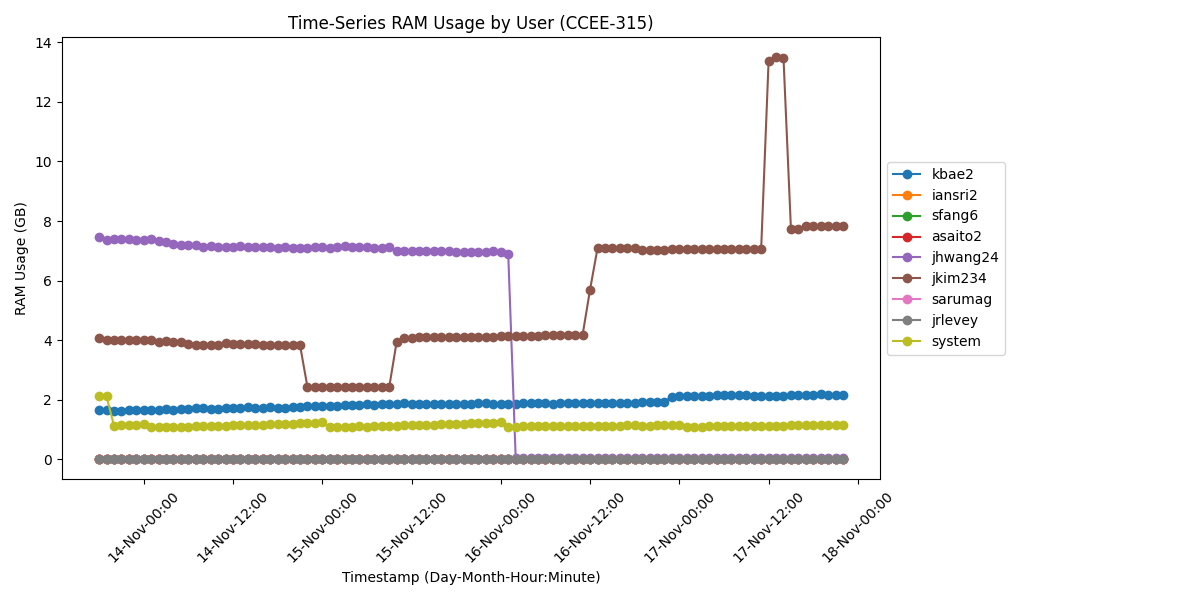 Time-Series RAM Usage by User (CCEE-315)
14
12
10
8
6
4
2
0
RAM Usage (GB)
14-Nov-00:00
14-Nov-12:00
15-Nov-00:00
15-Nov-12:00
16-Nov-00:00
16-Nov-12:00
17-Nov-00:00
17-Nov-12:00
18-Nov-00:00
Timestamp (Day-Month-Hour:Minute)
kbae2
iansri2
sfang6
asaito2
jhwang24
jkim234
sarumag
jrlevey
system